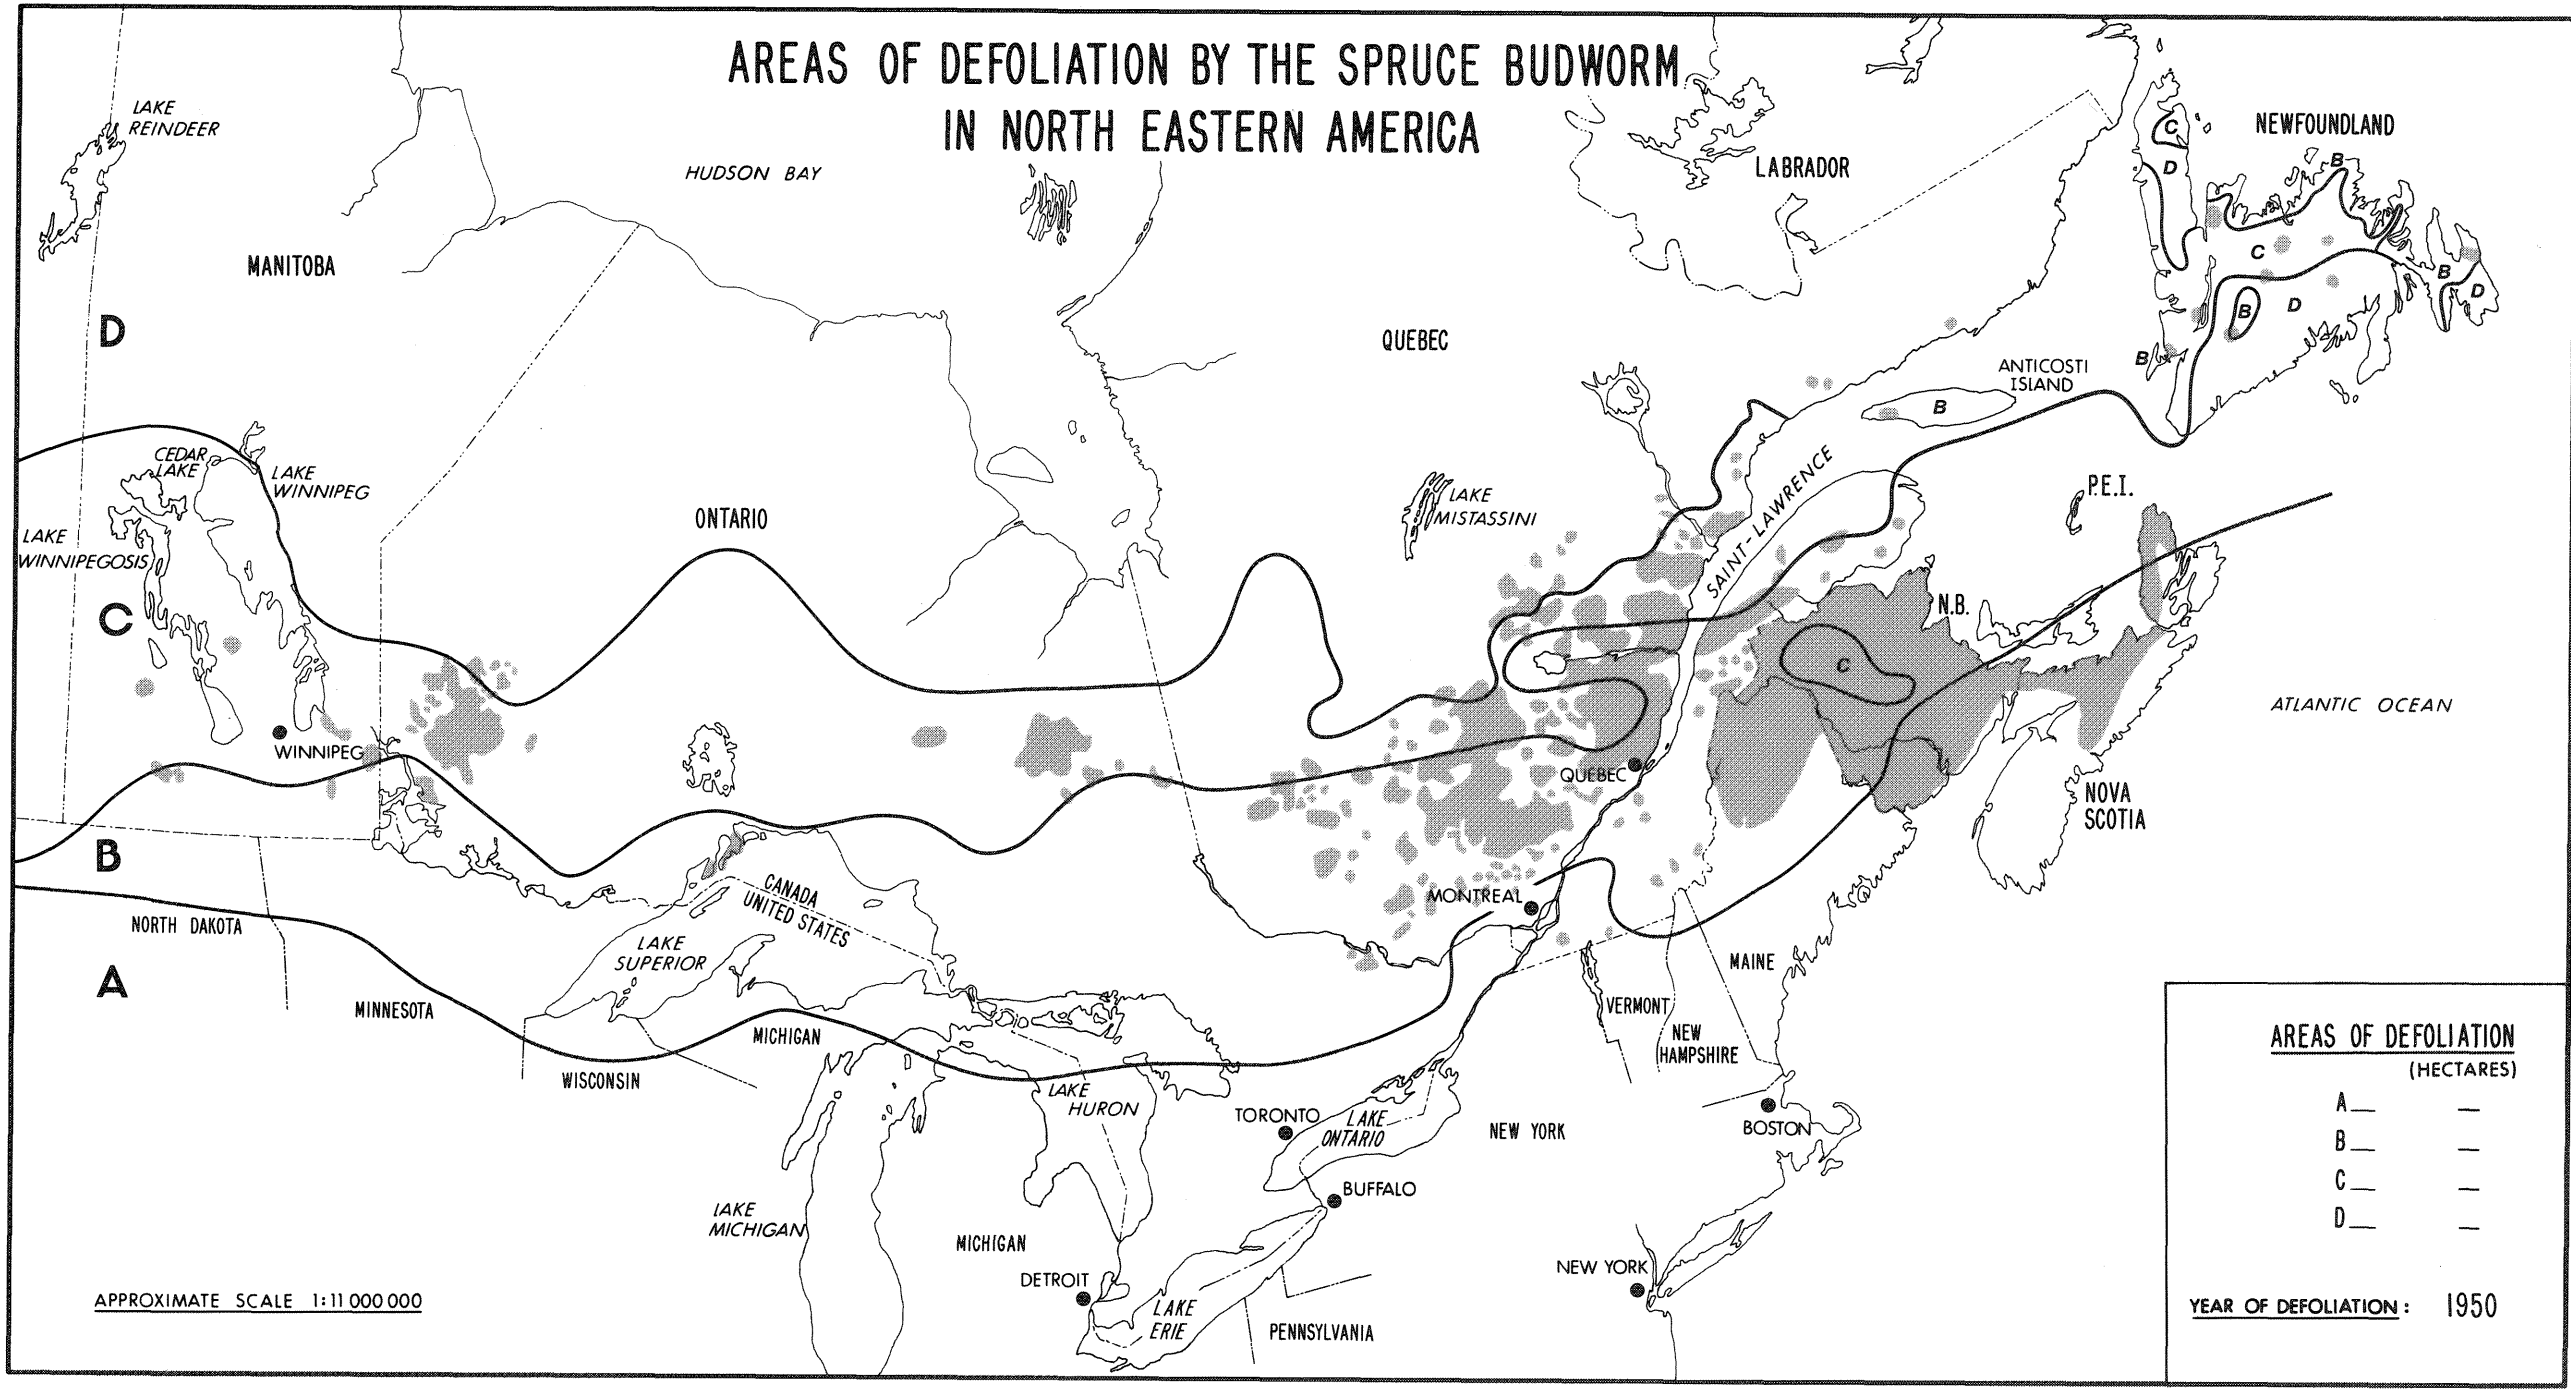 AREAS OF DEFOLIATION BY THE SPRUCE BUDWORM
IN NORTH EASTERN AMERICA
LAKE
REINDEER
HUDSON BAY
LABRADOR
NEWFOUNDLAND
C
D
B
C
B
D
B
D
B
MANITOBA
D
QUEBEC
ANTICOSTI
ISLAND
B
CEDAR
LAKE
LAKE
WINNIPEG
LAKE
WINNIPEGOSIS
ONTARIO
LAKE
MISTASSINI
SAINT-LAWRENCE
P.E.I.
N.B.
C
C
WINNIPEG
ATLANTIC OCEAN
QUEBEC
NOVA
SCOTIA
B
CANADA
UNITED STATES
MONTREAL
NORTH DAKOTA
LAKE
SUPERIOR
A
MAINE
MINNESOTA
VERMONT
NEW
HAMPSHIRE
MICHIGAN
WISCONSIN
LAKE
HURON
TORONTO
LAKE
ONTARIO
NEW YORK
BOSTON
BUFFALO
LAKE
MICHIGAN
MICHIGAN
DETROIT
NEW YORK
LAKE
ERIE
PENNSYLVANIA
APPROXIMATE SCALE 1:11 000 000
AREAS OF DEFOLIATION
(HECTARES)
A — —
B — —
C — —
D — —
YEAR OF DEFOLIATION: 1950